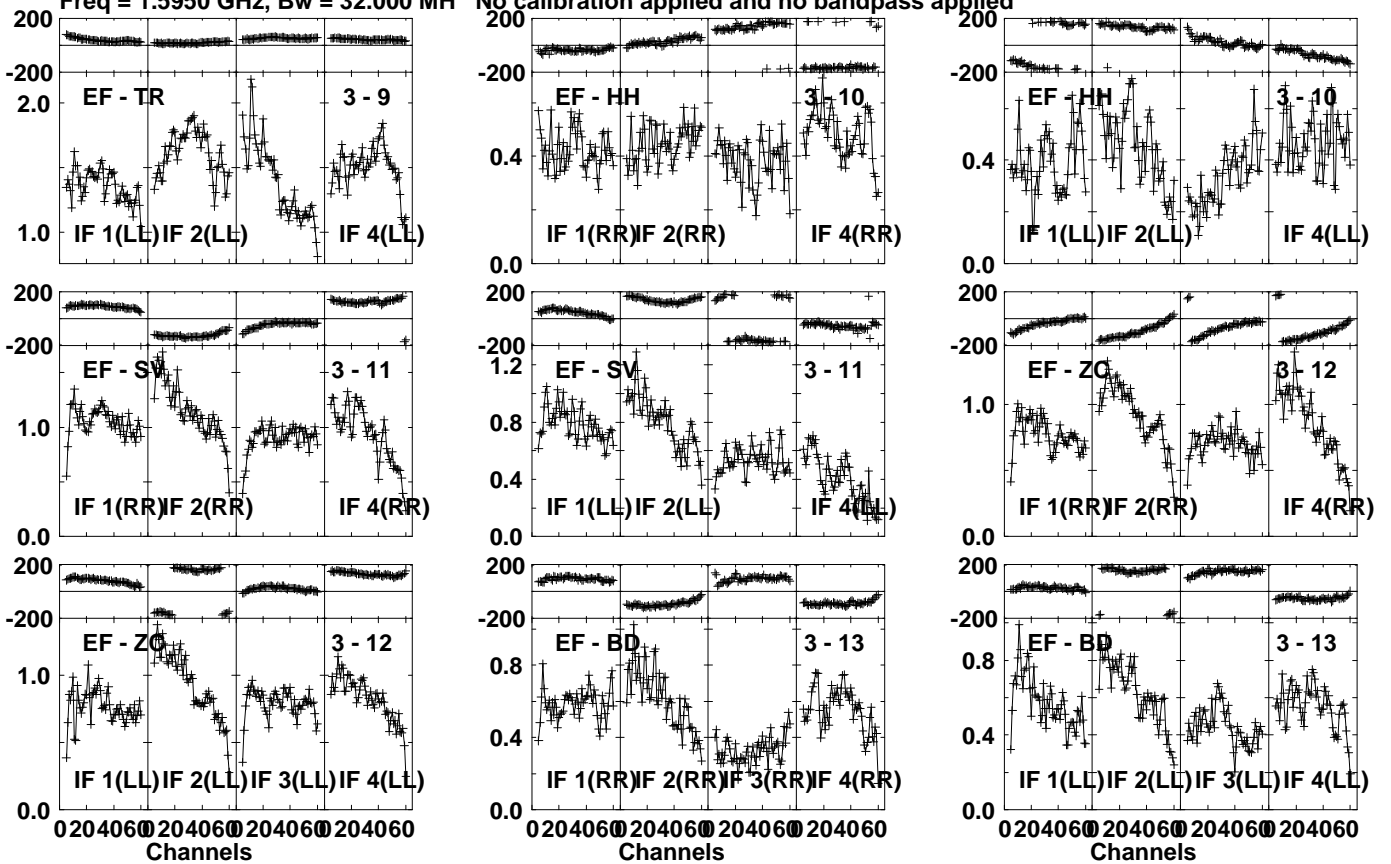 Freq = 1.5950 GHz, Bw = 32.000 MH No calibration applied and no bandpass applied
200
-200
EF - TR 3 - 9
2.0
1.0
IF 1(LL) IF 2(LL) IF 4(LL)
200
-200
EF - HH 3 - 10
0.4
0.0
IF 1(RR) IF 2(RR) IF 4(RR)
200
-200
EF - HH 3 - 10
0.4
0.0
IF 1(LL) IF 2(LL) IF 4(LL)
200
-200
EF - SV 3 - 11
1.0
0.0
IF 1(RR) IF 2(RR) IF 4(RR)
200
-200
EF - SV 3 - 11
1.2
0.8
0.4
0.0
IF 1(LL) IF 2(LL) IF 4(LL)
200
-200
EF - ZC 3 - 12
1.0
0.0
IF 1(RR) IF 2(RR) IF 4(RR)
200
-200
EF - ZC 3 - 12
1.0
0.0
IF 1(LL) IF 2(LL) IF 3(LL) IF 4(LL)
0 20 40 60 0 20 40 60 0 20 40 60 0 20 40 60
Channels
200
-200
EF - BD 3 - 13
0.8
0.4
0.0
IF 1(RR) IF 2(RR) IF 3(RR) IF 4(RR)
0 20 40 60 0 20 40 60 0 20 40 60 0 20 40 60
Channels
200
-200
EF - BD 3 - 13
0.8
0.4
0.0
IF 1(LL) IF 2(LL) IF 3(LL) IF 4(LL)
0 20 40 60 0 20 40 60 0 20 40 60 0 20 40 60
Channels